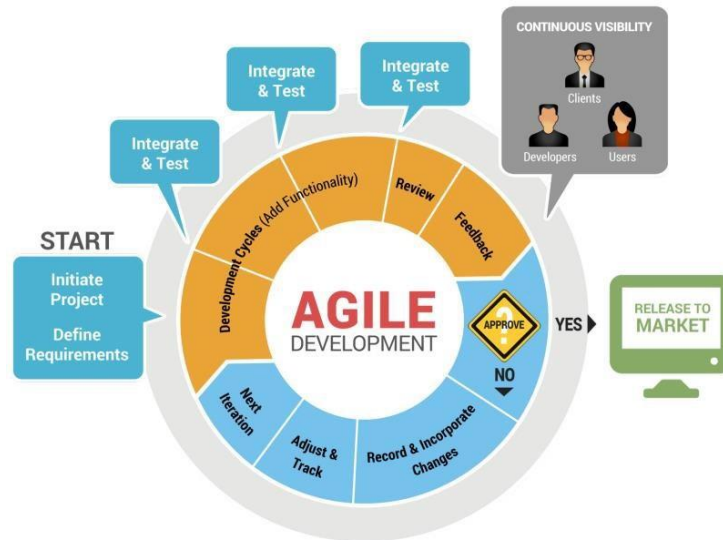 CONTINUOUS VISIBILITY
Clients
Developers
Users
Integrate
& Test
Integrate
& Test
Integrate
& Test
START
Initiate
Project
Define
Requirements
Development Cycles (Add Functionality)
Review
Feedback
AGILE
DEVELOPMENT
?
APPROVE
YES
NO
RELEASE TO
MARKET
Record & Incorporate
Changes
Adjust &
Track
Next
Iteration